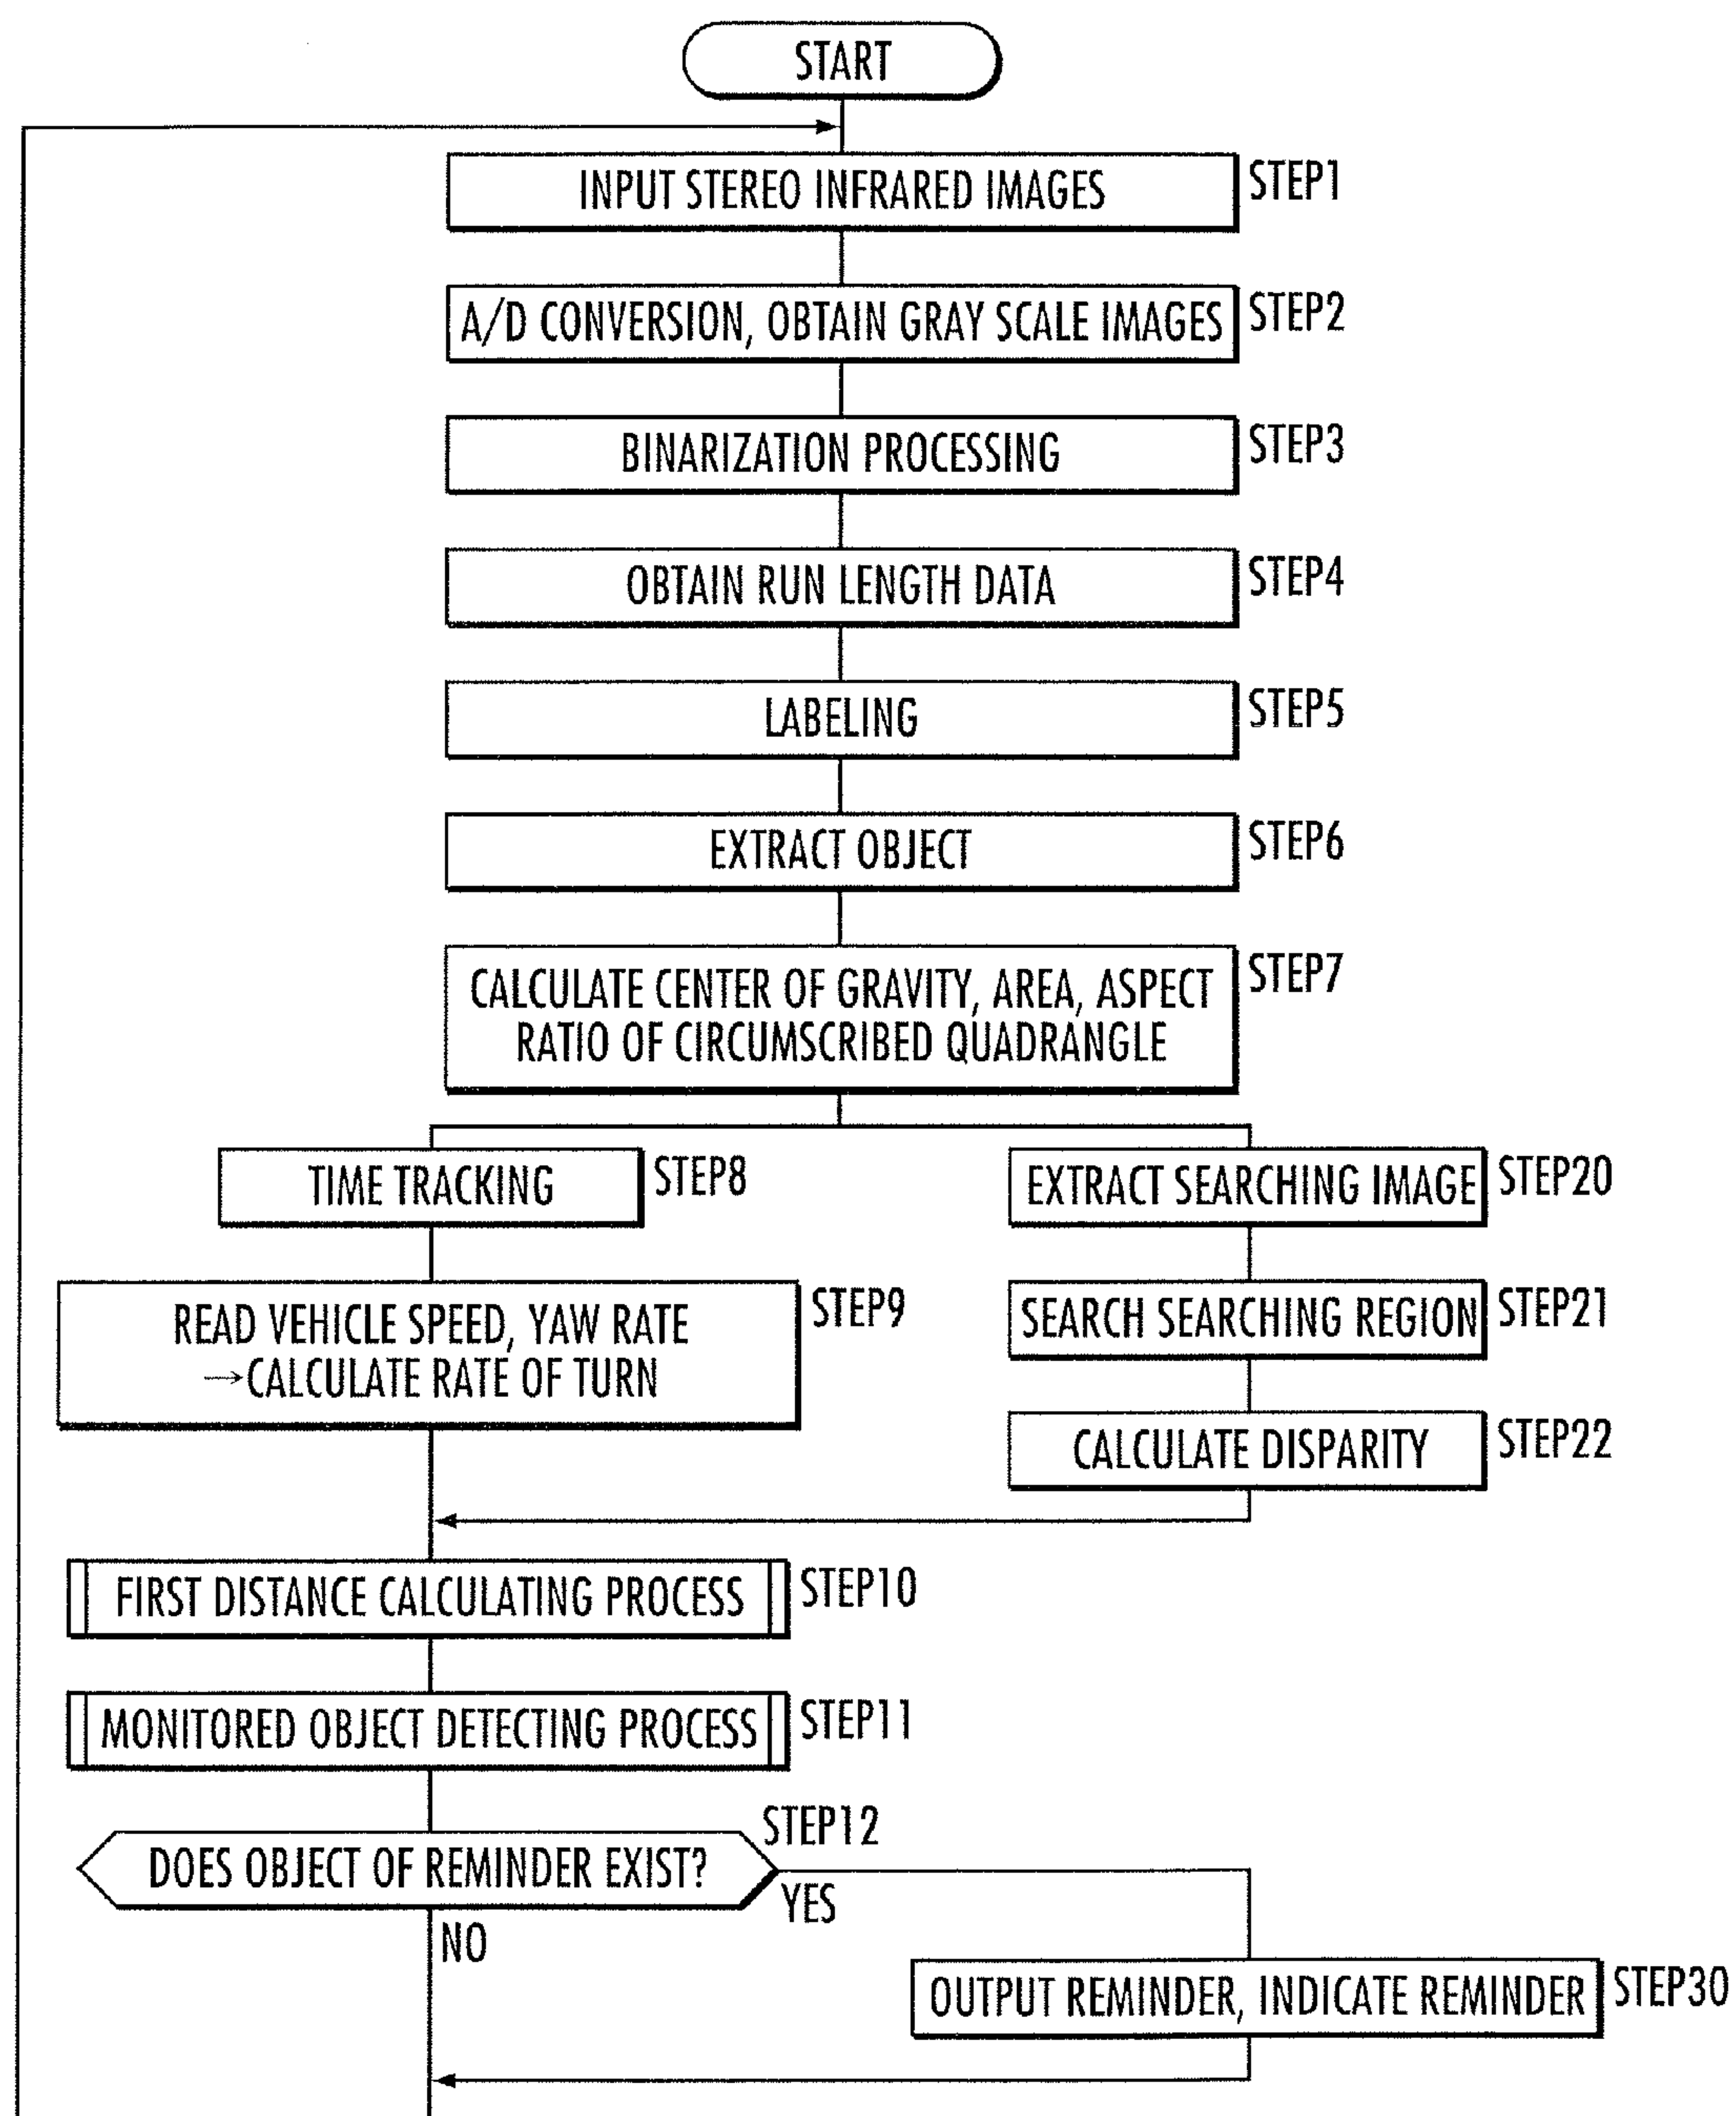 START
INPUT STEREO INFRARED IMAGES
STEP1
A/D CONVERSION, OBTAIN GRAY SCALE IMAGES
STEP2
BINARIZATION PROCESSING
STEP3
OBTAIN RUN LENGTH DATA
STEP4
LABELING
STEP5
EXTRACT OBJECT
STEP6
CALCULATE CENTER OF GRAVITY, AREA, ASPECT
RATIO OF CIRCUMSCRIBED QUADRANGLE
STEP7
TIME TRACKING
STEP8
READ VEHICLE SPEED, YAW RATE
→CALCULATE RATE OF TURN
STEP9
EXTRACT SEARCHING IMAGE
STEP20
SEARCH SEARCHING REGION
STEP21
CALCULATE DISPARITY
STEP22
FIRST DISTANCE CALCULATING PROCESS
STEP10
MONITORED OBJECT DETECTING PROCESS
STEP11
DOES OBJECT OF REMINDER EXIST?
STEP12
YES
NO
OUTPUT REMINDER, INDICATE REMINDER
STEP30